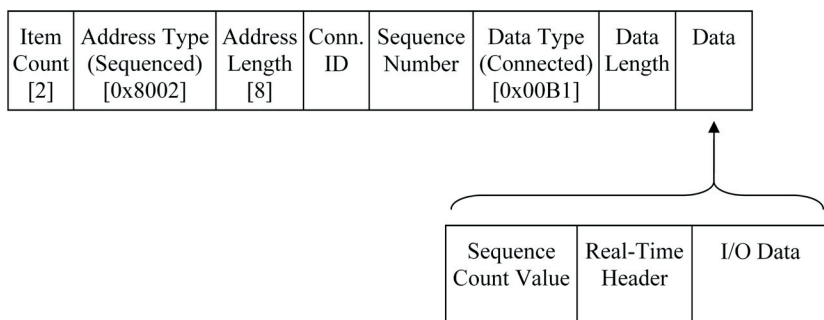 Item Count [2]
Address Type (Sequenced) [0x8002]
Address Length [8]
Conn. ID
Sequence Number
Data Type (Connected) [0x00B1]
Data Length
Data
Sequence Count Value
Real-Time Header
I/O Data